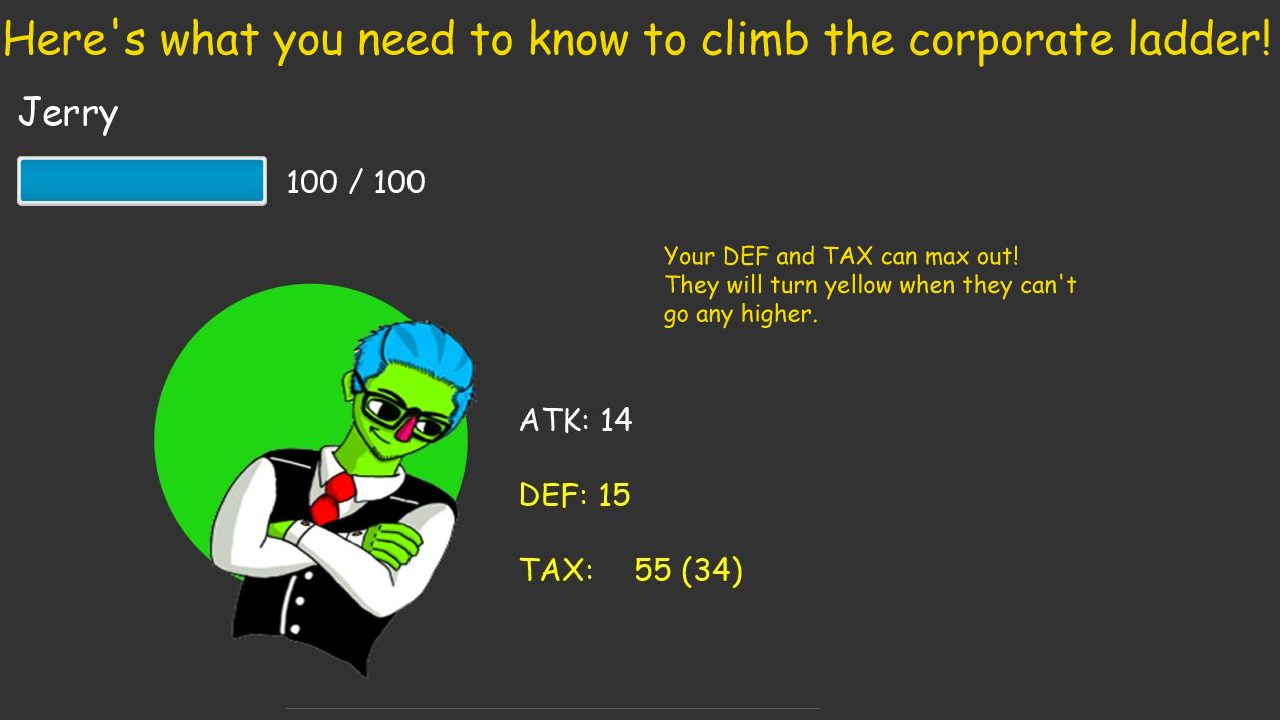 Here's what you need to know to climb the corporate ladder!
Jerry
100 / 100
Your DEF and TAX can max out!
They will turn yellow when they can't
go any higher.
ATK: 14
DEF: 15
TAX: 55 (34)